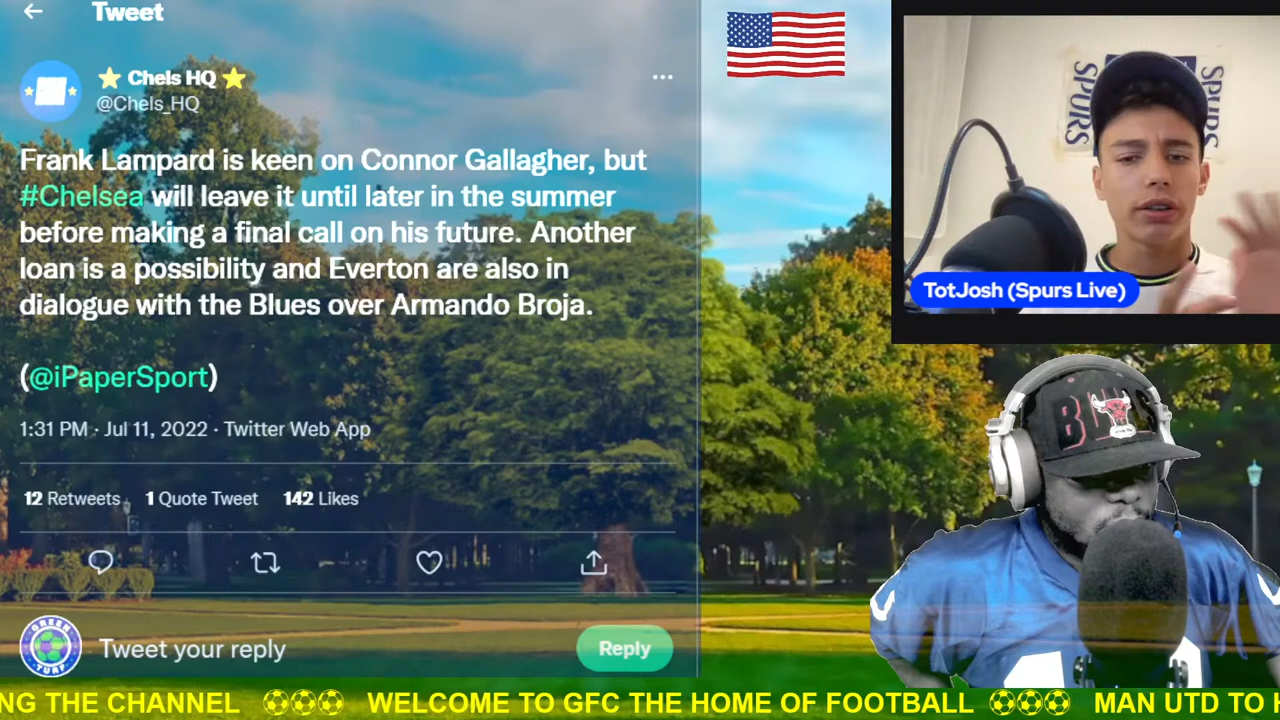 Tweet
Chels HQ
@Chels_HQ
Frank Lampard is keen on Connor Gallagher, but
#Chelsea will leave it until later in the summer
before making a final call on his future. Another
loan is a possibility and Everton are also in
dialogue with the Blues over Armando Broja.
(@iPaperSport)
1:31 PM · Jul 11, 2022 · Twitter Web App
12 Retweets 1 Quote Tweet 142 Likes
GREEN
TURF
Tweet your reply
Reply
SPURS
SPURS
TotJosh (Spurs Live)
NG THE CHANNEL ⚽⚽⚽ WELCOME TO GFC THE HOME OF FOOTBALL ⚽⚽⚽ MAN UTD TO